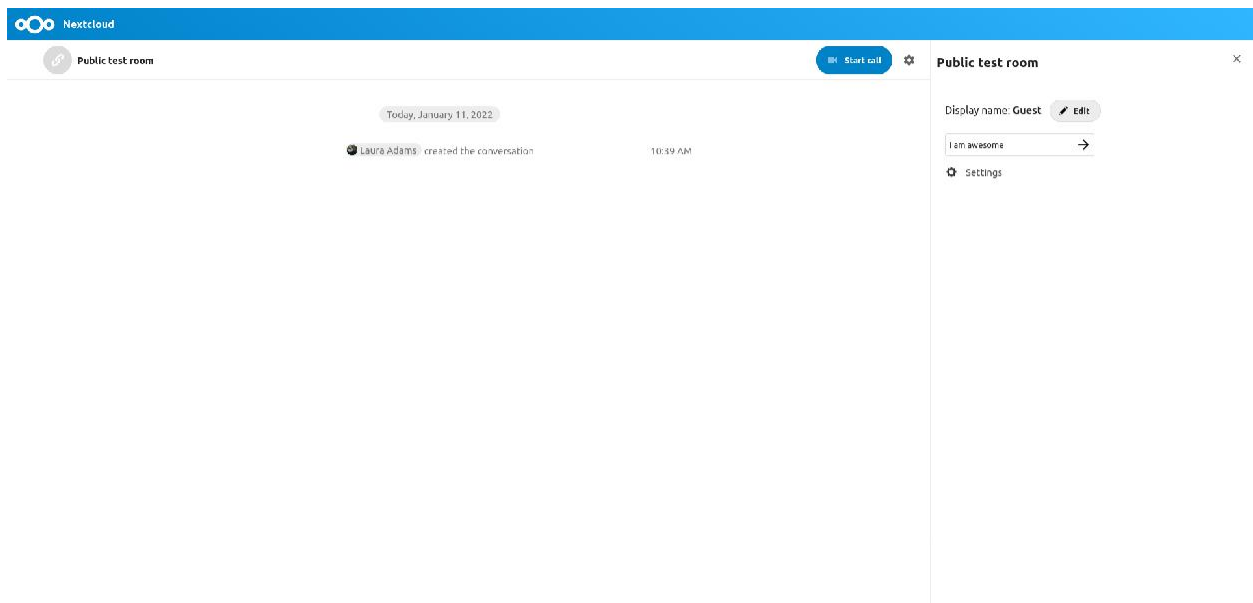 Nextcloud
Public test room
Start call
Today, January 11, 2022
Laura Adams created the conversation 10:39 AM
Public test room
Display name: Guest Edit
I am awesome
Settings